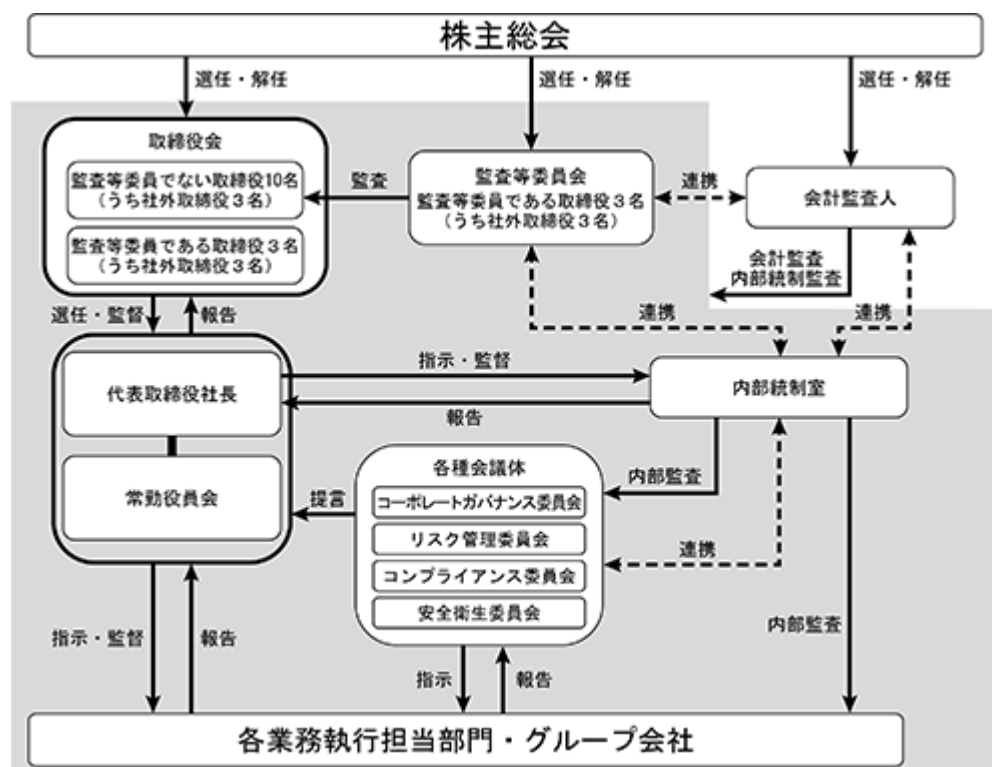 株主総会
選任・解任
選任・解任
選任・解任
取締役会
監査等委員でない取締役10名
（うち社外取締役３名）
監査等委員である取締役３名
（うち社外取締役３名）
監査
監査等委員会
監査等委員である取締役３名
（うち社外取締役３名）
連携
会計監査人
会計監査
内部統制監査
選任・監督
報告
連携
連携
代表取締役社長
指示・監督
報告
内部統制室
常勤役員会
提言
各種会議体
コーポレートガバナンス委員会
リスク管理委員会
コンプライアンス委員会
安全衛生委員会
内部監査
連携
内部監査
指示・監督
報告
指示
報告
各業務執行担当部門・グループ会社